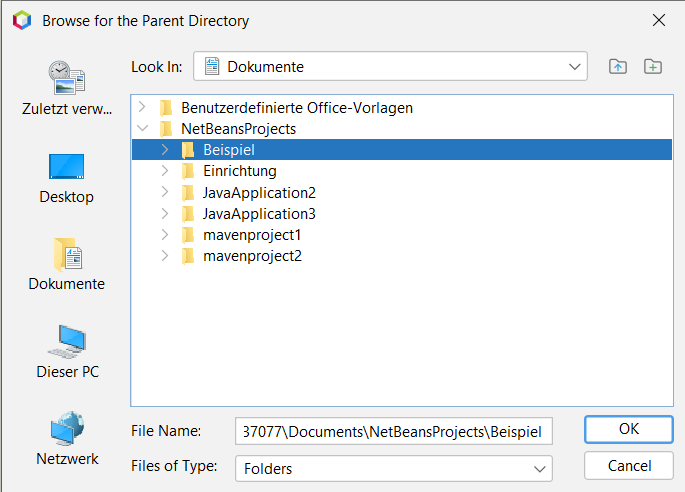 Browse for the Parent Directory
Look In: Dokumente
Zuletzt verw...
Desktop
Dokumente
Dieser PC
Netzwerk
Benutzerdefinierte Office-Vorlagen
NetBeansProjects
Beispiel
Einrichtung
JavaApplication2
JavaApplication3
mavenproject1
mavenproject2
File Name: 37077\Documents\NetBeansProjects\Beispiel
OK
Files of Type: Folders
Cancel